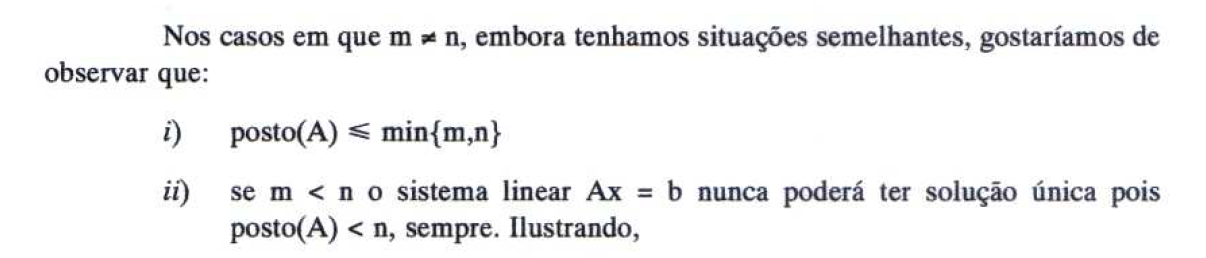 Nos casos em que m ≠ n, embora tenhamos situações semelhantes, gostaríamos de
observar que:
i) posto(A) ⩽ min{m,n}
ii) se m < n o sistema linear Ax = b nunca poderá ter solução única pois
posto(A) < n, sempre. Ilustrando,